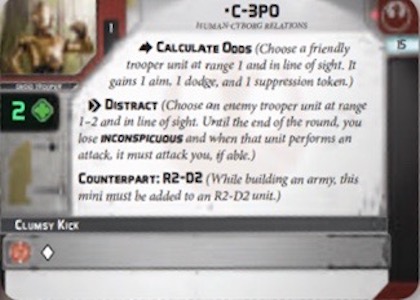 •C-3PO
HUMAN-CYBORG RELATIONS
1
15
CALCULATE ODDS (Choose a friendly
trooper unit at range 1 and in line of sight. It
gains 1 aim, 1 dodge, and 1 suppression token.)
DROID TROOPER
2
DISTRACT (Choose an enemy trooper unit at range
1–2 and in line of sight. Until the end of the round, you
lose INCONSPICUOUS and when that unit performs an
attack, it must attack you, if able.)
COUNTERPART: R2-D2 (While building an army, this
mini must be added to an R2-D2 unit.)
CLUMSY KICK